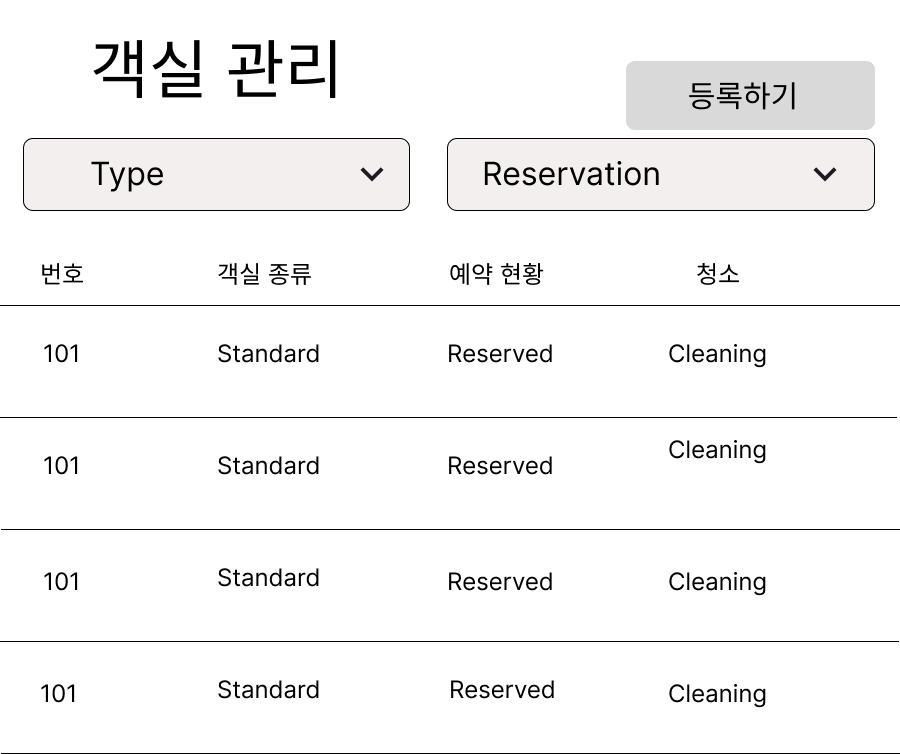 객실 관리
등록하기
Type Reservation
번호 객실 종류 예약 현황 청소
101 Standard Reserved Cleaning
101 Standard Reserved Cleaning
101 Standard Reserved Cleaning
101 Standard Reserved Cleaning